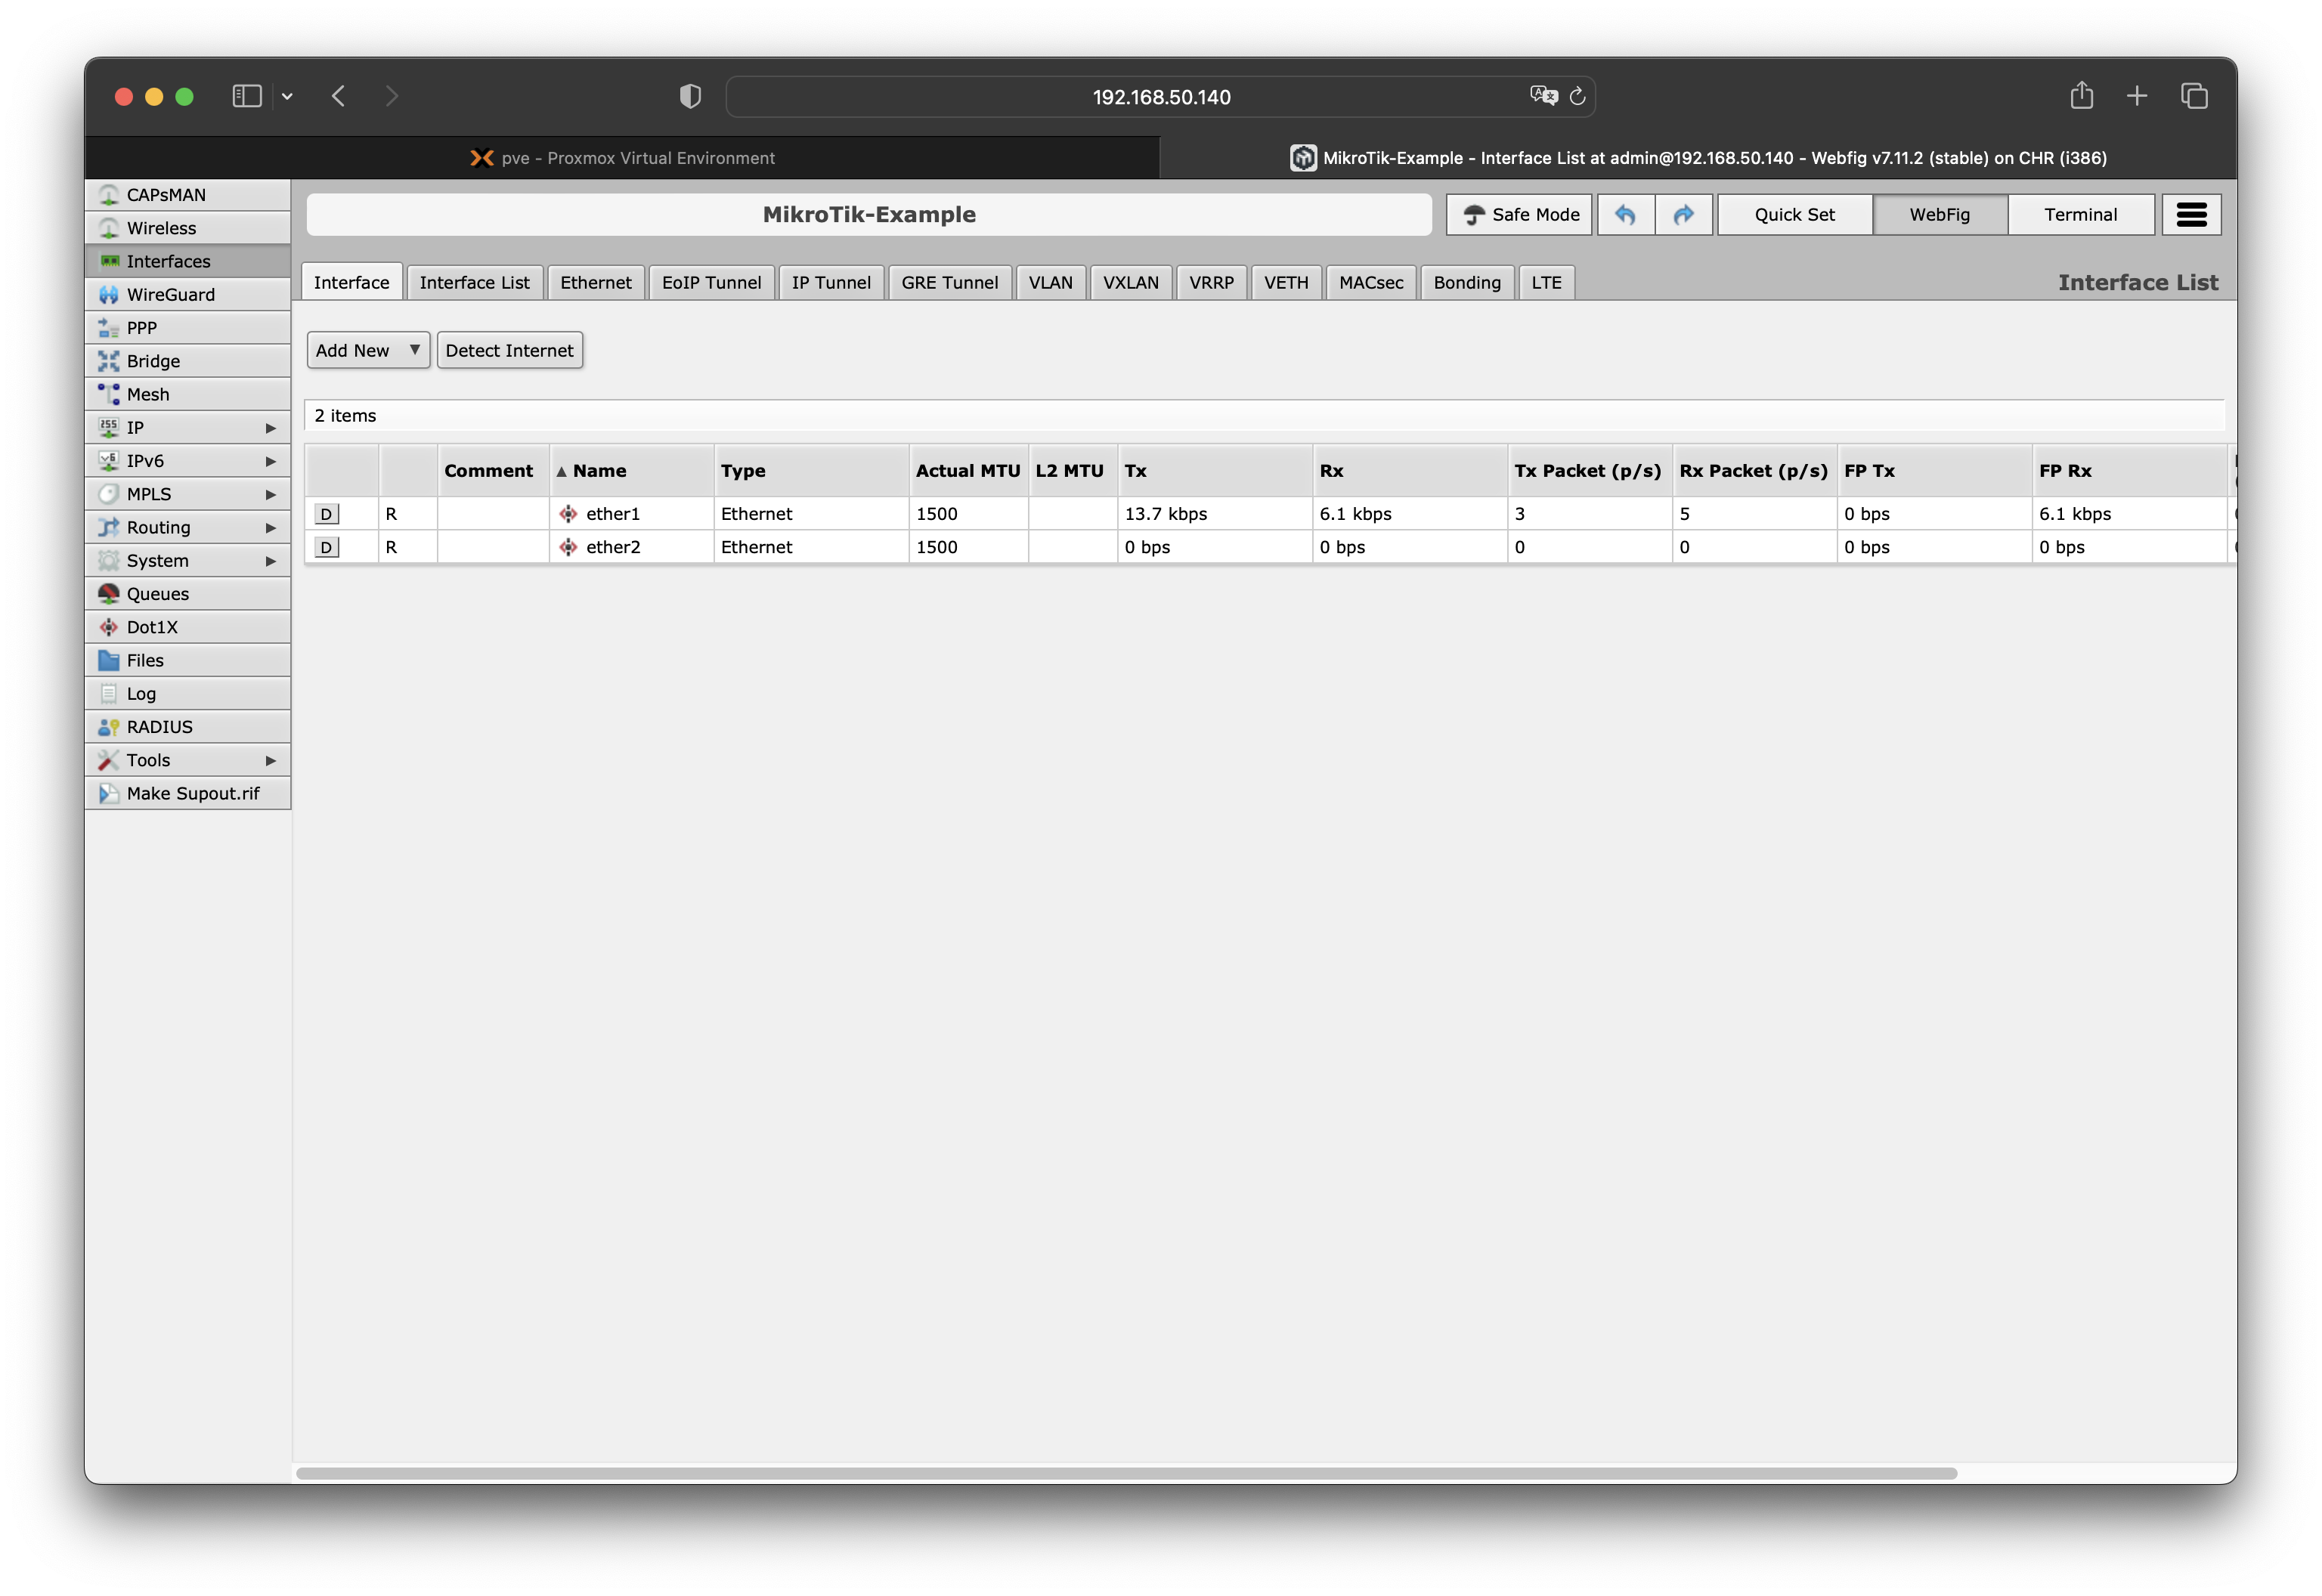 192.168.50.140
pve - Proxmox Virtual Environment
MikroTik-Example - Interface List at admin@192.168.50.140 - Webfig v7.11.2 (stable) on CHR (i386)
CAPsMAN
Wireless
Interfaces
WireGuard
PPP
Bridge
Mesh
IP
IPv6
MPLS
Routing
System
Queues
Dot1X
Files
Log
RADIUS
Tools
Make Supout.rif
MikroTik-Example
Safe Mode
Quick Set
WebFig
Terminal
Interface Interface List Ethernet EoIP Tunnel IP Tunnel GRE Tunnel VLAN VXLAN VRRP VETH MACsec Bonding LTE
Interface List
Add New
Detect Internet
2 items
Comment Name Type Actual MTU L2 MTU Tx Rx Tx Packet (p/s) Rx Packet (p/s) FP Tx FP Rx
D R ether1 Ethernet 1500 13.7 kbps 6.1 kbps 3 5 0 bps 6.1 kbps
D R ether2 Ethernet 1500 0 bps 0 bps 0 0 0 bps 0 bps